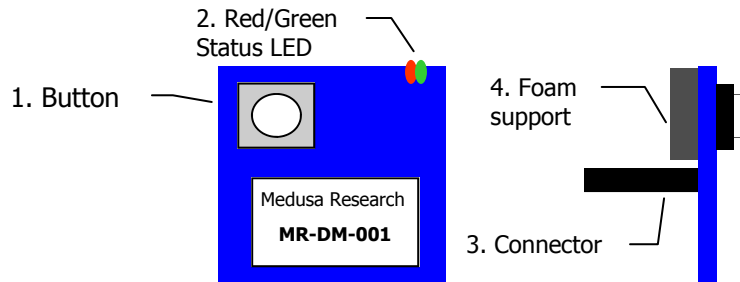 2. Red/Green
Status LED
1. Button
4. Foam
support
Medusa Research
MR-DM-001
3. Connector